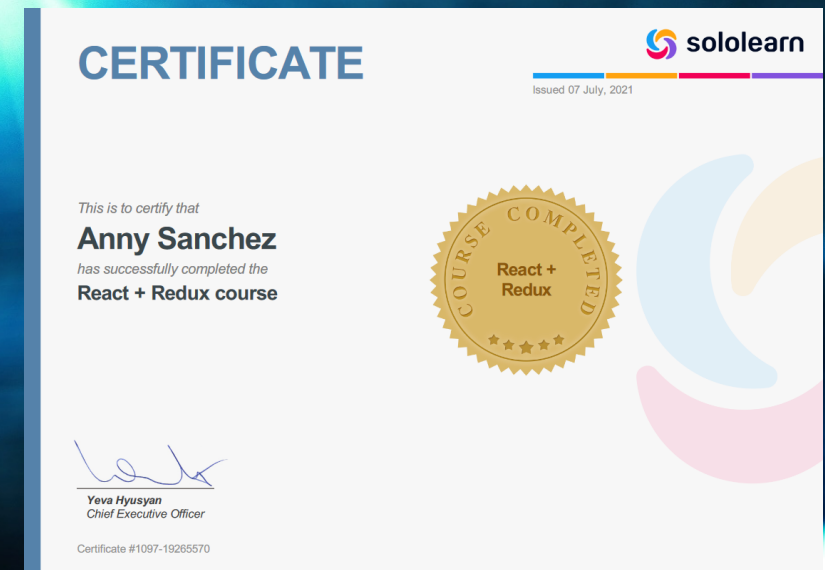 CERTIFICATE
sololearn
Issued 07 July, 2021
This is to certify that
Anny Sanchez
has successfully completed the
React + Redux course
COURSE COMPLETED
React +
Redux
Yeva Hyusyan
Chief Executive Officer
Certificate #1097-19265570